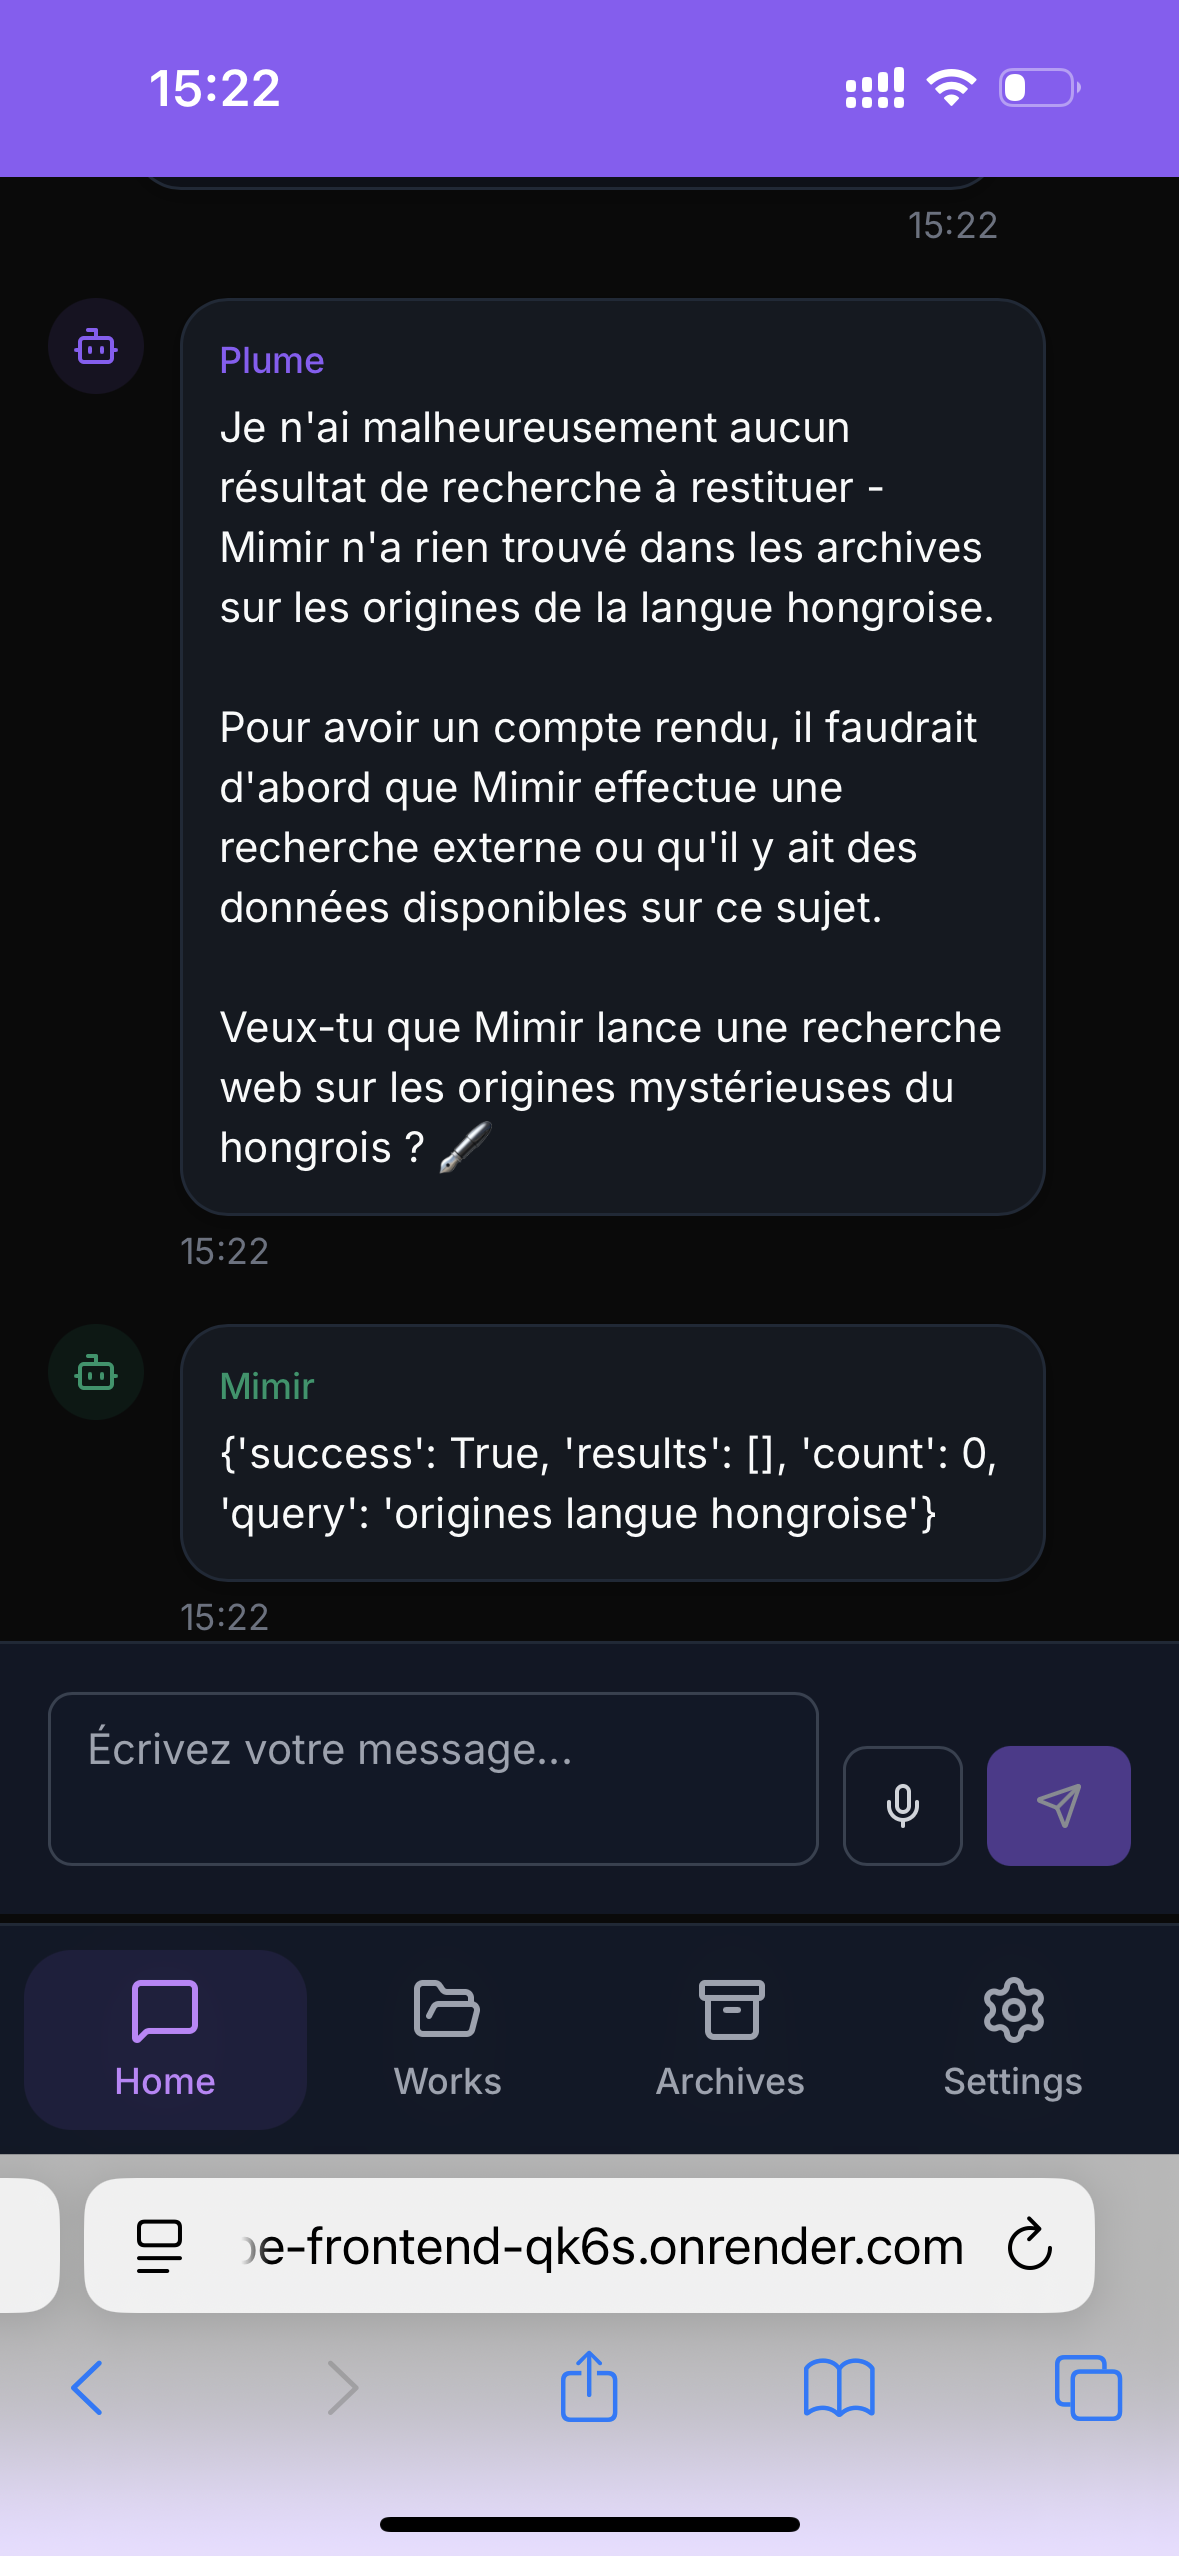 15:22
15:22
Plume
Je n'ai malheureusement aucun
résultat de recherche à restituer -
Mimir n'a rien trouvé dans les archives
sur les origines de la langue hongroise.
Pour avoir un compte rendu, il faudrait
d'abord que Mimir effectue une
recherche externe ou qu'il y ait des
données disponibles sur ce sujet.
Veux-tu que Mimir lance une recherche
web sur les origines mystérieuses du
hongrois ? 🖋️
15:22
Mimir
{'success': True, 'results': [], 'count': 0,
'query': 'origines langue hongroise'}
15:22
Écrivez votre message...
Home
Works
Archives
Settings
e-frontend-qk6s.onrender.com